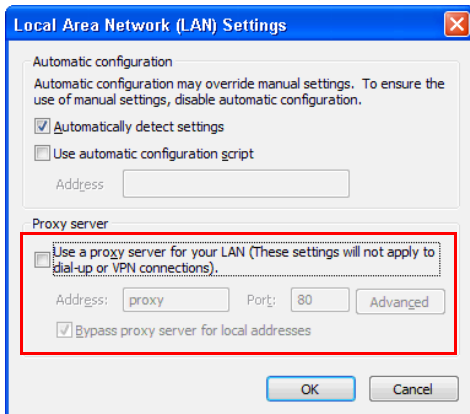 Local Area Network (LAN) Settings
Automatic configuration
Automatic configuration may override manual settings. To ensure the
use of manual settings, disable automatic configuration.
Automatically detect settings
Use automatic configuration script
Address
Proxy server
Use a proxy server for your LAN (These settings will not apply to
dial-up or VPN connections).
Address: proxy Port: 80 Advanced
Bypass proxy server for local addresses
OK Cancel